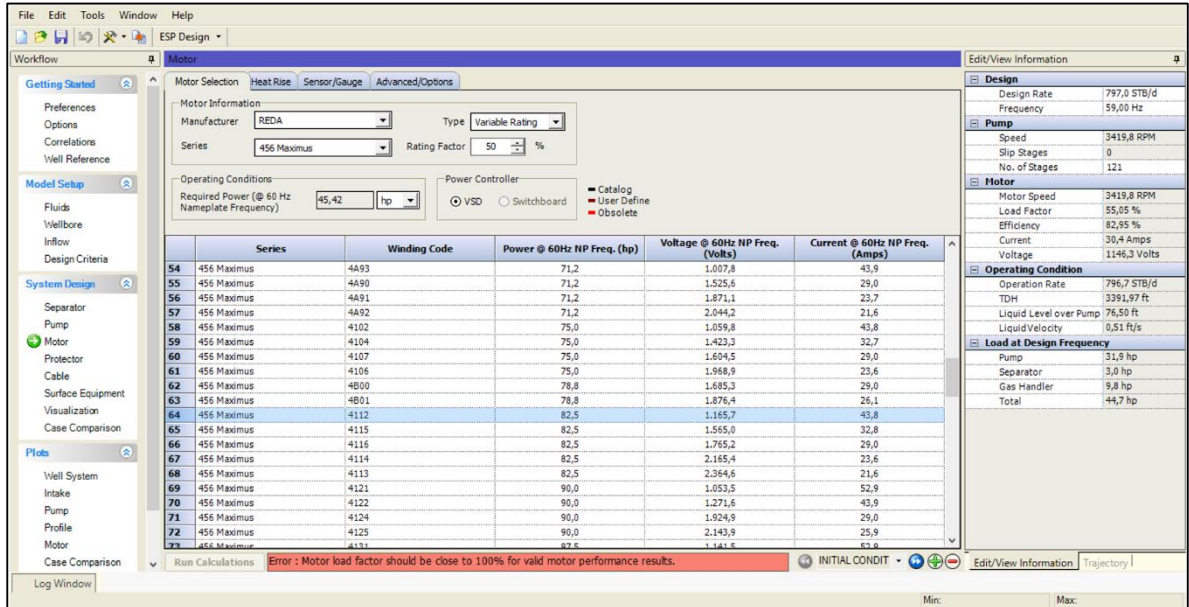 File Edit Tools Window Help
ESP Design
Workflow
Getting Started
Preferences
Options
Correlations
Well Reference
Model Setup
Fluids
Wellbore
Inflow
Design Criteria
System Design
Separator
Pump
Motor
Protector
Cable
Surface Equipment
Visualization
Case Comparison
Plots
Well System
Intake
Pump
Profile
Motor
Case Comparison
Motor
Motor Selection Heat Rise Sensor/Gauge Advanced/Options
Motor Information
Manufacturer REDA Type Variable Rating
Series 456 Maximus Rating Factor 50 %
Operating Conditions
Required Power (@ 60 Hz
Nameplate Frequency) 45,42 hp
Power Controller
VSD Switchboard
Catalog
User Define
Obsolete
Series Winding Code Power @ 60Hz NP Freq. (hp) Voltage @ 60Hz NP Freq. (Volts) Current @ 60Hz NP Freq. (Amps)
54 456 Maximus 4A93 71,2 1.007,8 43,9
55 456 Maximus 4A90 71,2 1.525,6 29,0
56 456 Maximus 4A91 71,2 1.871,1 23,7
57 456 Maximus 4A92 71,2 2.044,2 21,6
58 456 Maximus 4102 75,0 1.059,8 43,8
59 456 Maximus 4104 75,0 1.423,3 32,7
60 456 Maximus 4107 75,0 1.604,5 29,0
61 456 Maximus 4106 75,0 1.968,9 23,6
62 456 Maximus 4B00 78,8 1.685,3 29,0
63 456 Maximus 4B01 78,8 1.876,4 26,1
64 456 Maximus 4112 82,5 1.165,7 43,8
65 456 Maximus 4115 82,5 1.565,0 32,8
66 456 Maximus 4116 82,5 1.765,2 29,0
67 456 Maximus 4114 82,5 2.165,4 23,6
68 456 Maximus 4113 82,5 2.364,6 21,6
69 456 Maximus 4121 90,0 1.053,5 52,9
70 456 Maximus 4122 90,0 1.271,6 43,9
71 456 Maximus 4124 90,0 1.924,9 29,0
72 456 Maximus 4125 90,0 2.143,9 25,9
73 456 Maximus 4131 97,5 1.141,5 52,9
Run Calculations Error : Motor load factor should be close to 100% for valid motor performance results. INITIAL CONDIT
Edit/View Information
Design
Design Rate 797,0 STB/d
Frequency 59,00 Hz
Pump
Speed 3419,8 RPM
Slip Stages 0
No. of Stages 121
Motor
Motor Speed 3419,8 RPM
Load Factor 55,05 %
Efficiency 82,95 %
Current 30,4 Amps
Voltage 1146,3 Volts
Operating Condition
Operation Rate 796,7 STB/d
TDH 3391,97 ft
Liquid Level over Pump 76,50 ft
LiquidVelocity 0,51 ft/s
Load at Design Frequency
Pump 31,9 hp
Separator 3,0 hp
Gas Handler 9,8 hp
Total 44,7 hp
Edit/View Information Trajectory
Log Window
Min: Max: